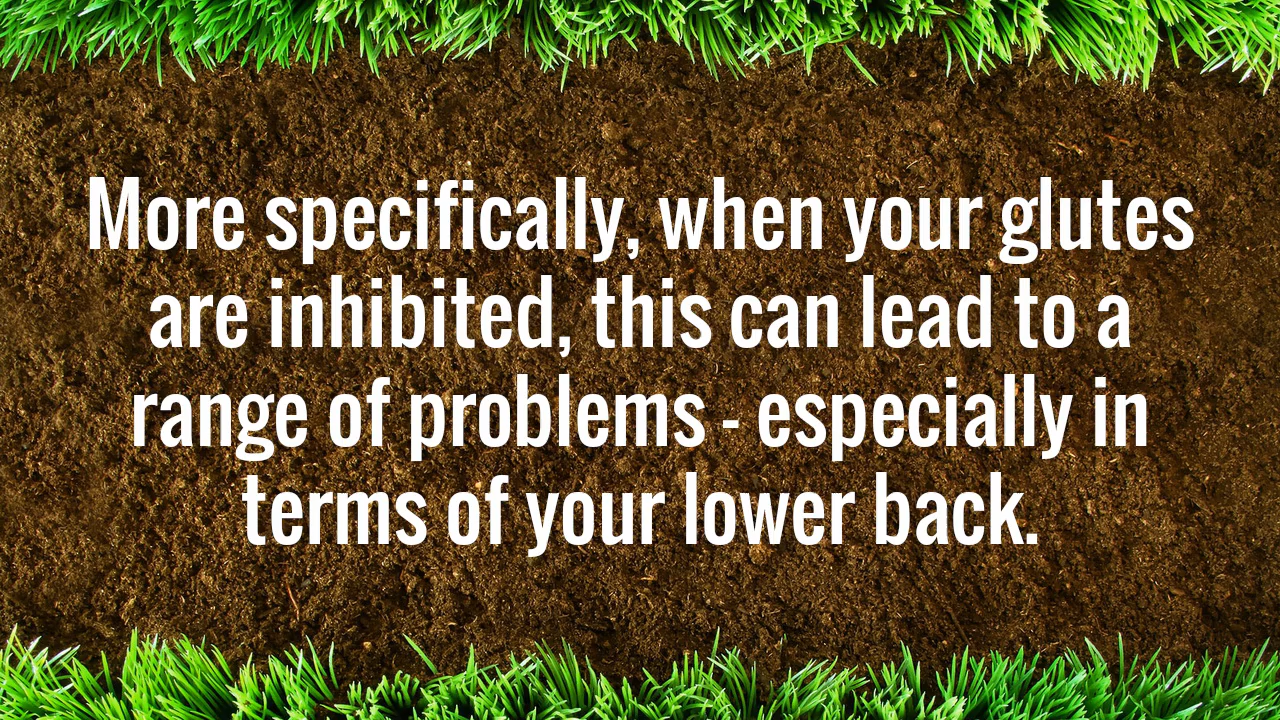 More specifically, when your glutes
are inhibited, this can lead to a
range of problems - especially in
terms of your lower back.